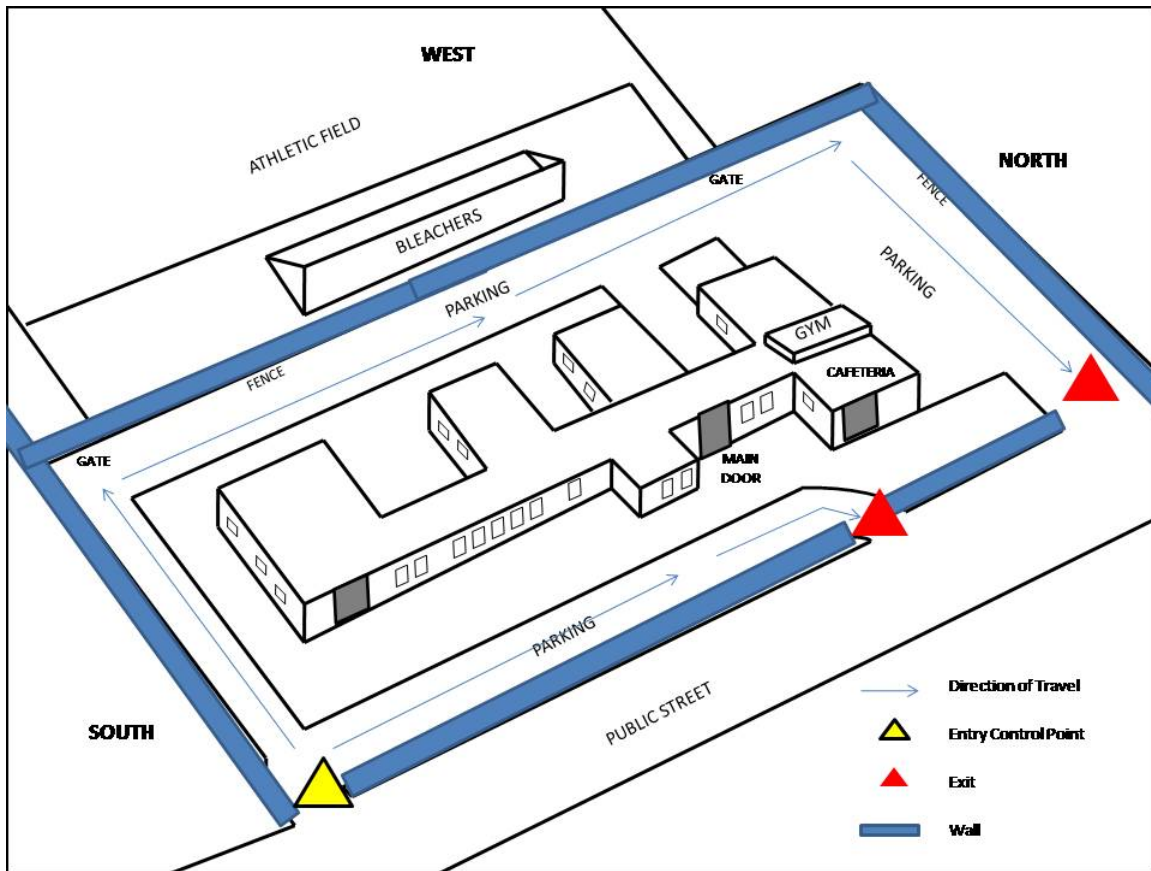 WEST
ATHLETIC FIELD
NORTH
GATE
FENCE
BLEACHERS
PARKING
PARKING
GYM
FENCE
CAFETERIA
GATE
MAIN
DOOR
PARKING
PUBLIC STREET
SOUTH
Direction of Travel
Entry Control Point
Exit
Wall